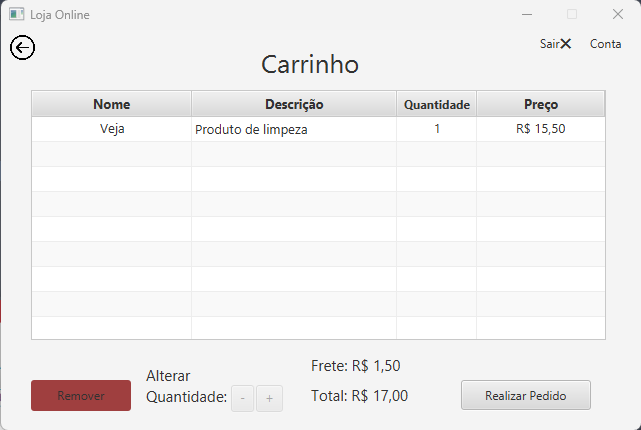 Loja Online
Sair Conta
Carrinho
Nome Descrição Quantidade Preço
Veja Produto de limpeza 1 R$ 15,50
Frete: R$ 1,50
Alterar
Quantidade: - +
Total: R$ 17,00
Remover
Realizar Pedido